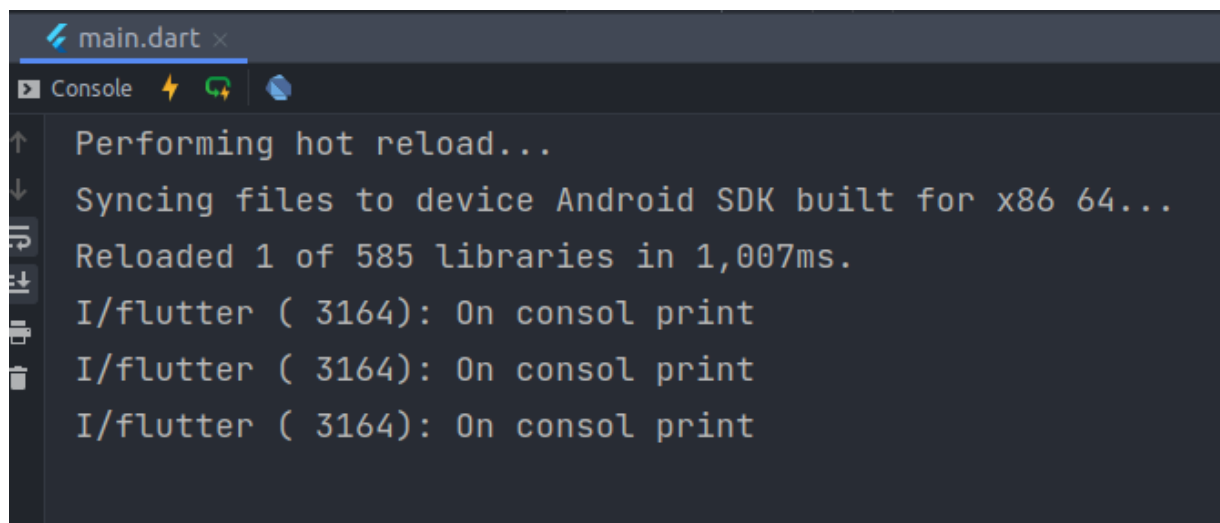 main.dart
Console
Performing hot reload...
Syncing files to device Android SDK built for x86 64...
Reloaded 1 of 585 libraries in 1,007ms.
I/flutter ( 3164): On consol print
I/flutter ( 3164): On consol print
I/flutter ( 3164): On consol print